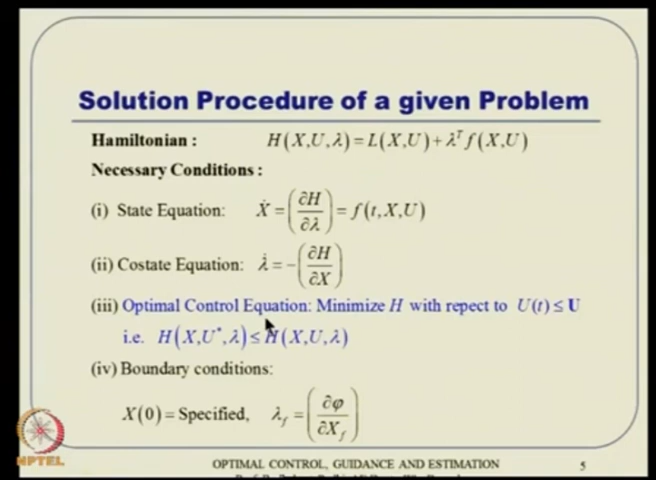 Solution Procedure of a given Problem
Hamiltonian : H(X,U,λ)=L(X,U)+λᵀf(X,U)
Necessary Conditions :
(i) State Equation: Ẋ=(∂H/∂λ)=f(t,X,U)
(ii) Costate Equation: λ̇=-(∂H/∂X)
(iii) Optimal Control Equation: Minimize H with repect to U(t)≤U
i.e. H(X,U*,λ)≤H(X,U,λ)
(iv) Boundary conditions:
X(0)=Specified, λ_f=(∂φ/∂X_f)
NPTEL
OPTIMAL CONTROL, GUIDANCE AND ESTIMATION 5